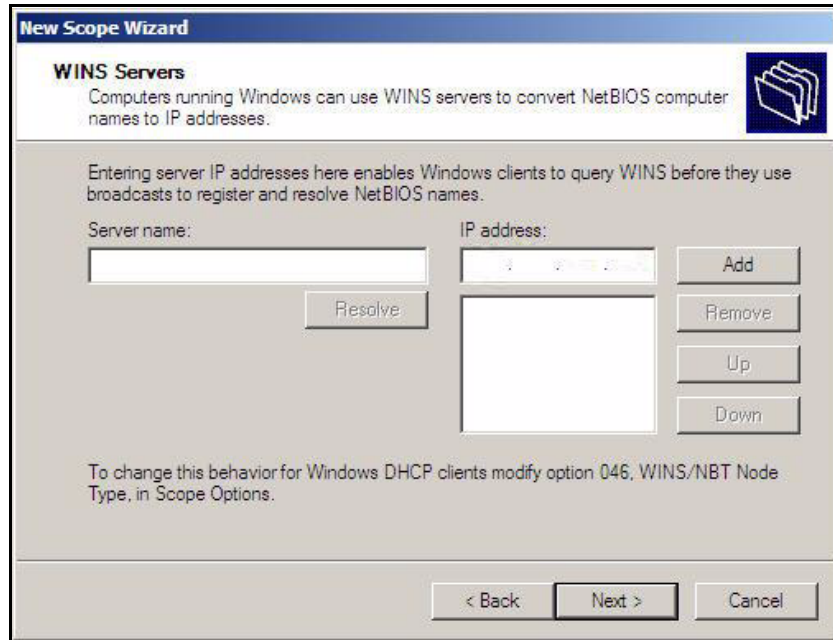 New Scope Wizard
WINS Servers
Computers running Windows can use WINS servers to convert NetBIOS computer
names to IP addresses.
Entering server IP addresses here enables Windows clients to query WINS before they use
broadcasts to register and resolve NetBIOS names.
Server name:
IP address:
Add
Resolve
Remove
Up
Down
To change this behavior for Windows DHCP clients modify option 046, WINS/NBT Node
Type, in Scope Options.
< Back
Next >
Cancel